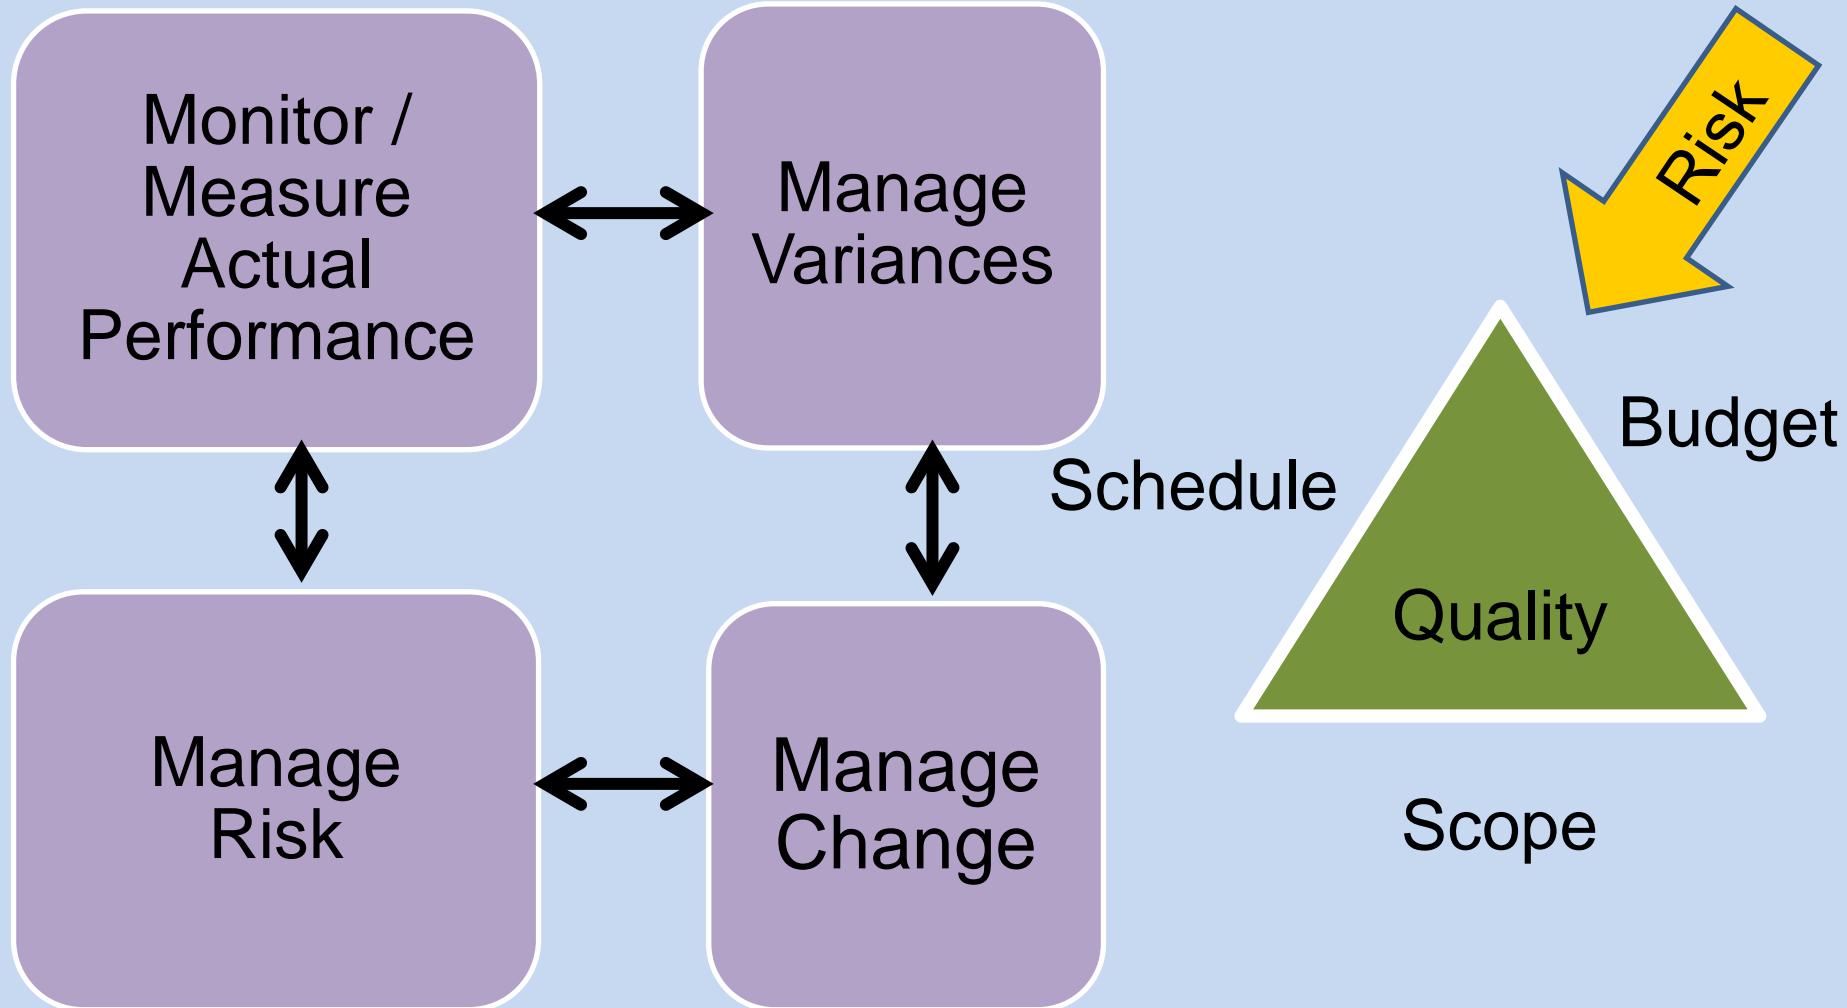 Monitor /
Measure
Actual
Performance
Manage
Variances
Manage
Risk
Manage
Change
Risk
Budget
Schedule
Quality
Scope